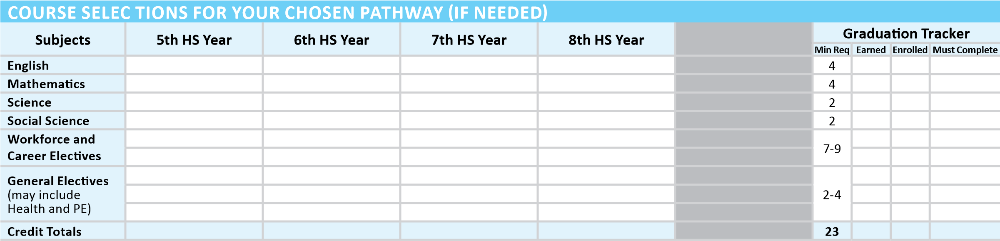 COURSE SELEC TIONS FOR YOUR CHOSEN PATHWAY (IF NEEDED)
Subjects 5th HS Year 6th HS Year 7th HS Year 8th HS Year Graduation Tracker
Min Req Earned Enrolled Must Complete
English 4
Mathematics 4
Science 2
Social Science 2
Workforce and
Career Electives 7-9
General Electives
(may include 2-4
Health and PE)
Credit Totals 23